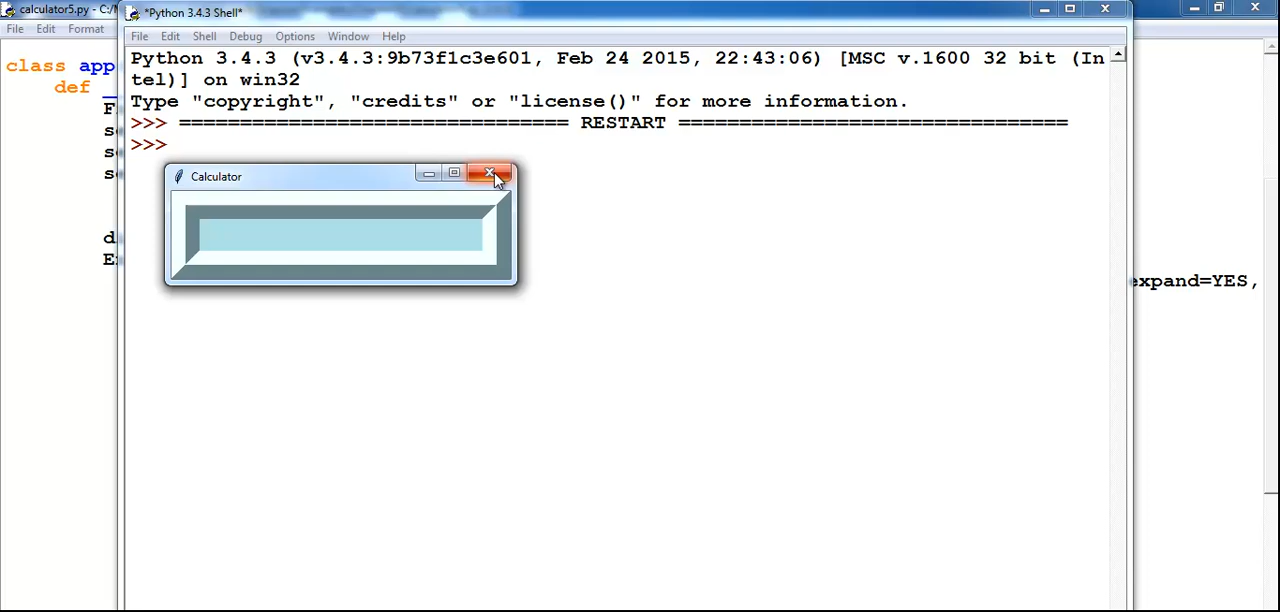 calculator5.py - C:/
File Edit Format
class app
def
expand=YES,
*Python 3.4.3 Shell*
File Edit Shell Debug Options Window Help
Python 3.4.3 (v3.4.3:9b73f1c3e601, Feb 24 2015, 22:43:06) [MSC v.1600 32 bit (In
tel)] on win32
Type "copyright", "credits" or "license()" for more information.
>>> ================================ RESTART ================================
>>>
Calculator